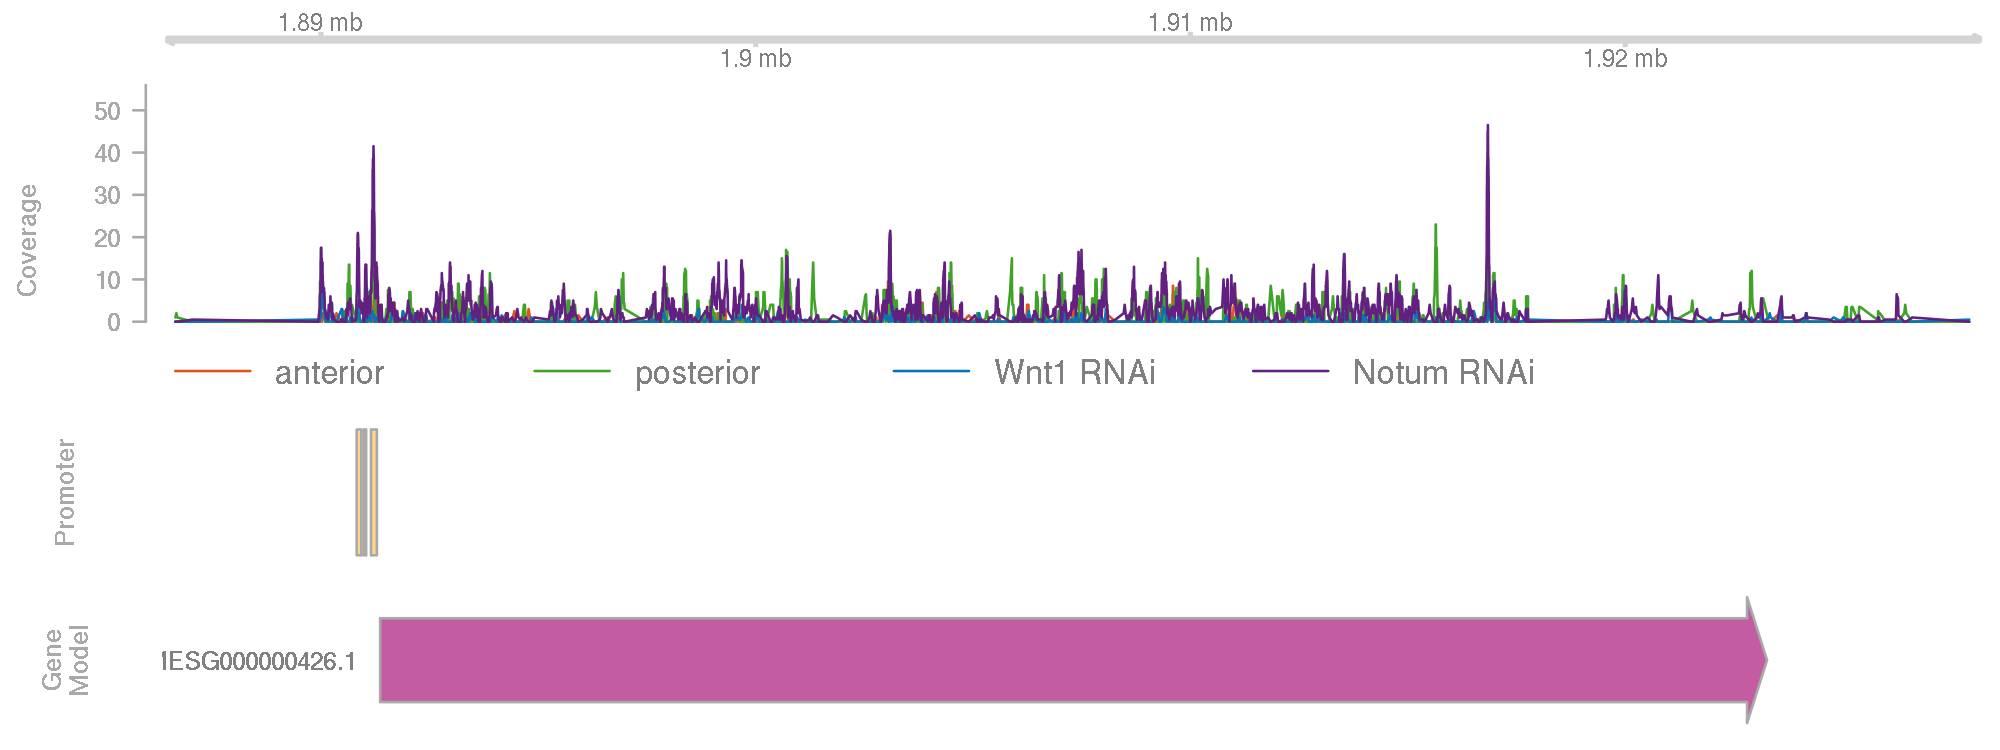 1.89 mb
1.91 mb
1.9 mb
1.92 mb
Coverage
50
40
30
20
10
0
anterior
posterior
Wnt1 RNAi
Notum RNAi
Promoter
Gene
Model
1ESG000000426.1